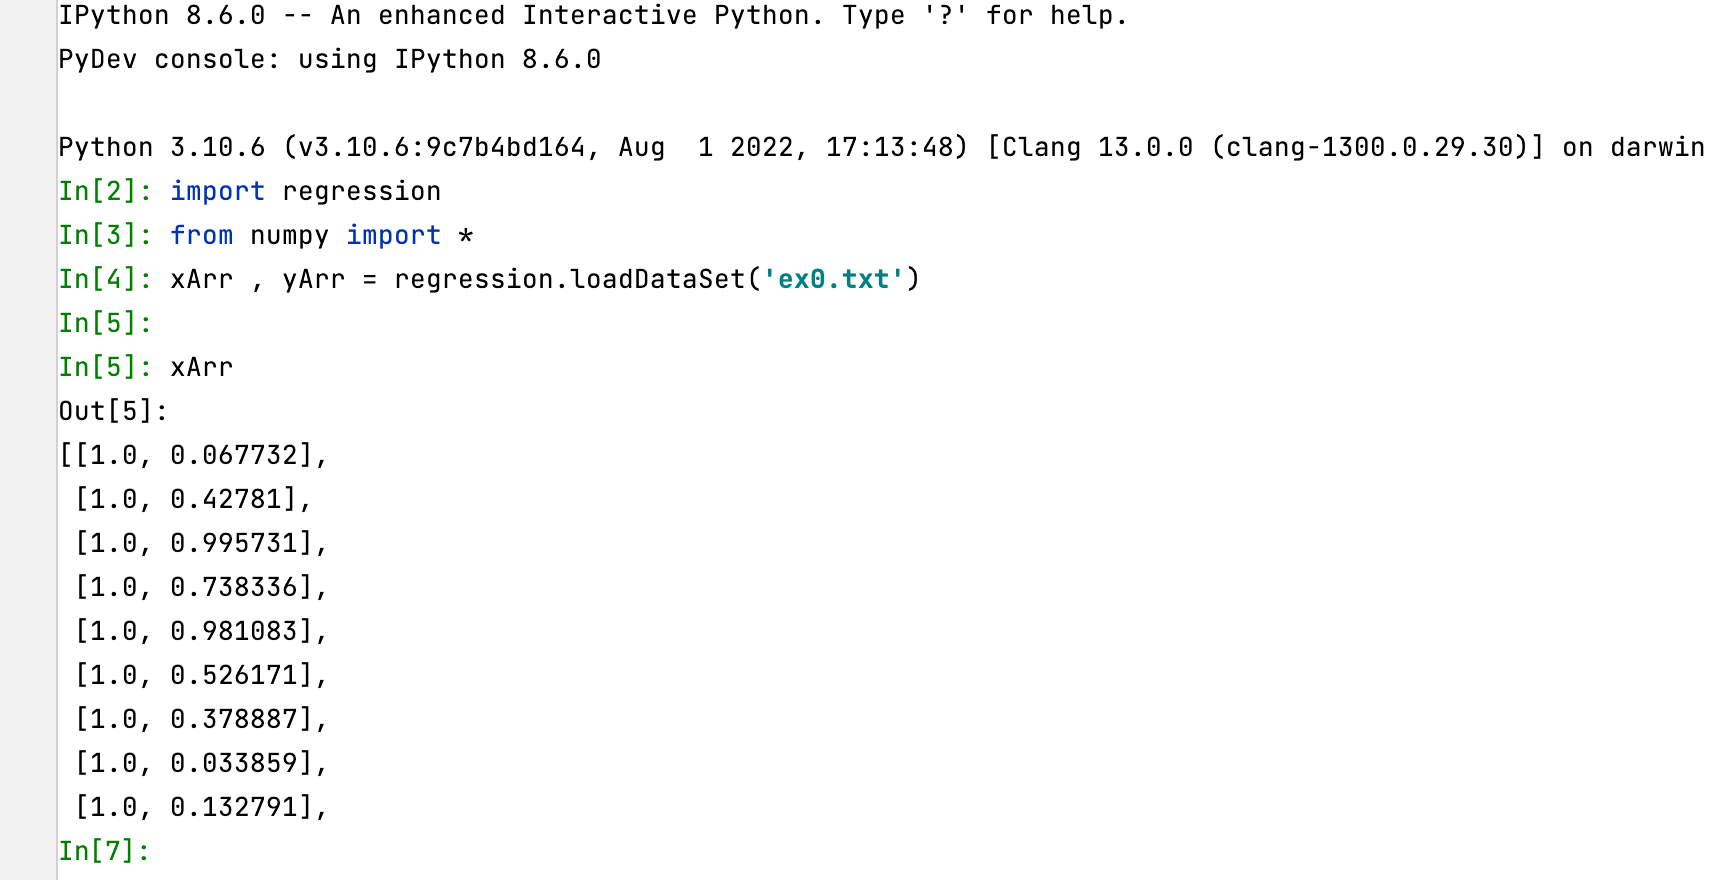 IPython 8.6.0 -- An enhanced Interactive Python. Type '?' for help.
PyDev console: using IPython 8.6.0
Python 3.10.6 (v3.10.6:9c7b4bd164, Aug  1 2022, 17:13:48) [Clang 13.0.0 (clang-1300.0.29.30)] on darwin
In[2]: import regression
In[3]: from numpy import *
In[4]: xArr , yArr = regression.loadDataSet('ex0.txt')
In[5]:
In[5]: xArr
Out[5]:
[[1.0, 0.067732],
 [1.0, 0.42781],
 [1.0, 0.995731],
 [1.0, 0.738336],
 [1.0, 0.981083],
 [1.0, 0.526171],
 [1.0, 0.378887],
 [1.0, 0.033859],
 [1.0, 0.132791],
In[7]: